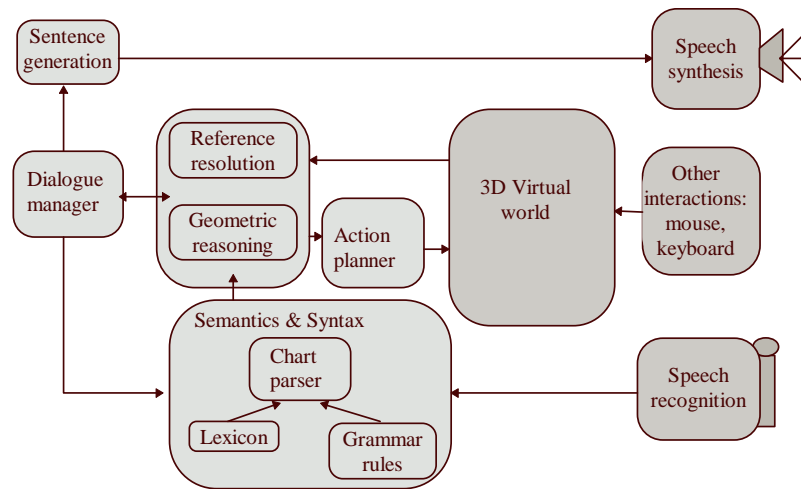 Sentence
generation
Speech
synthesis
Reference
resolution
Dialogue
manager
Geometric
reasoning
Action
planner
3D Virtual
world
Other
interactions:
mouse,
keyboard
Semantics & Syntax
Chart
parser
Lexicon
Grammar
rules
Speech
recognition